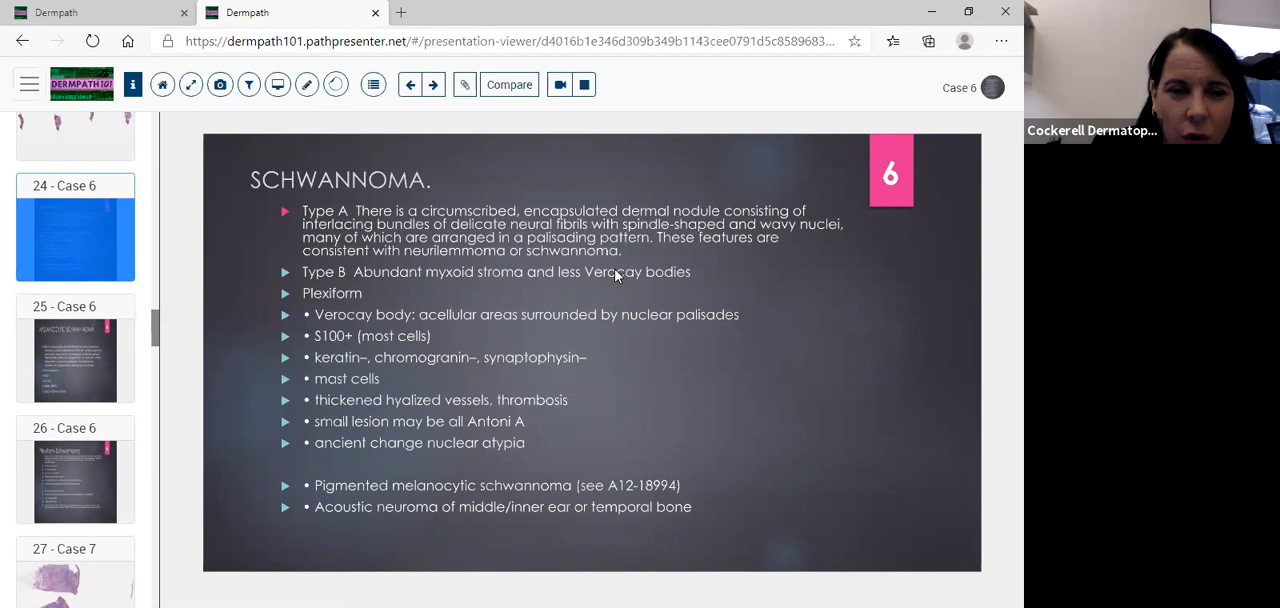 Dermpath
Dermpath
https://dermpath101.pathpresenter.net/#/presentation-viewer/d4016b1e346d309b349b1143cee0791d5c8589683...
DERMPATH 101
Compare
Case 6
Cockerell Dermatop...
24 - Case 6
25 - Case 6
26 - Case 6
27 - Case 7
6
SCHWANNOMA.
Type A There is a circumscribed, encapsulated dermal nodule consisting of
interlacing bundles of delicate neural fibrils with spindle-shaped and wavy nuclei,
many of which are arranged in a palisading pattern. These features are
consistent with neurilemmoma or schwannoma.
Type B Abundant myxoid stroma and less Verocay bodies
Plexiform
• Verocay body: acellular areas surrounded by nuclear palisades
• S100+ (most cells)
• keratin–, chromogranin–, synaptophysin–
• mast cells
• thickened hyalized vessels, thrombosis
• small lesion may be all Antoni A
• ancient change nuclear atypia
• Pigmented melanocytic schwannoma (see A12-18994)
• Acoustic neuroma of middle/inner ear or temporal bone